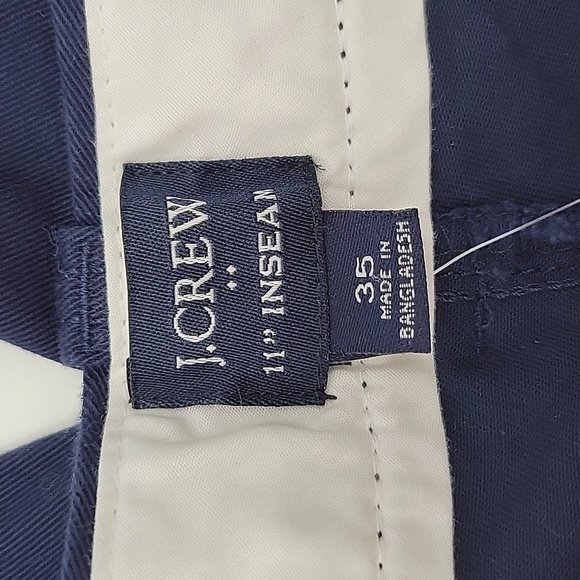 J.CREW
11" INSEAM
35
MADE IN
BANGLADESH